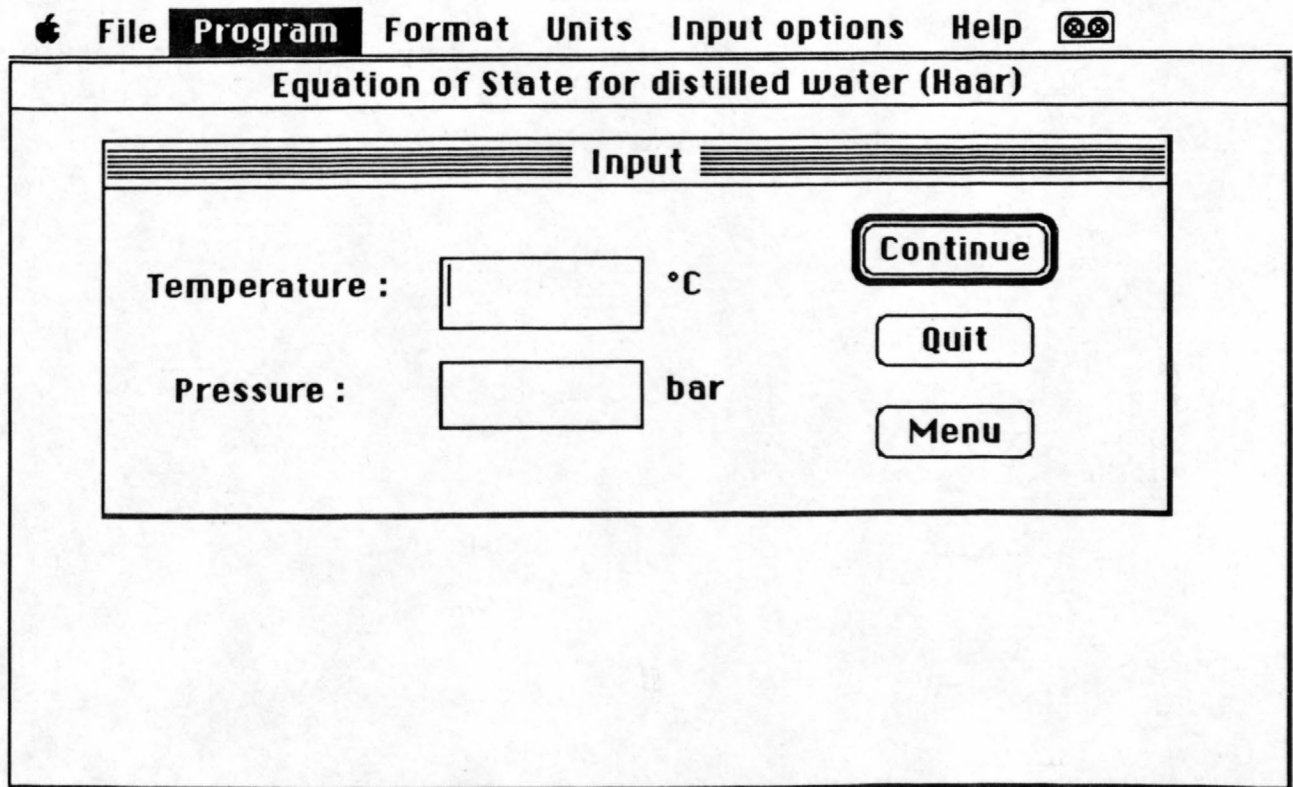 File Program Format Units Input options Help
Equation of State for distilled water (Haar)
Input
Continue
Temperature : °C
Quit
Pressure : bar
Menu